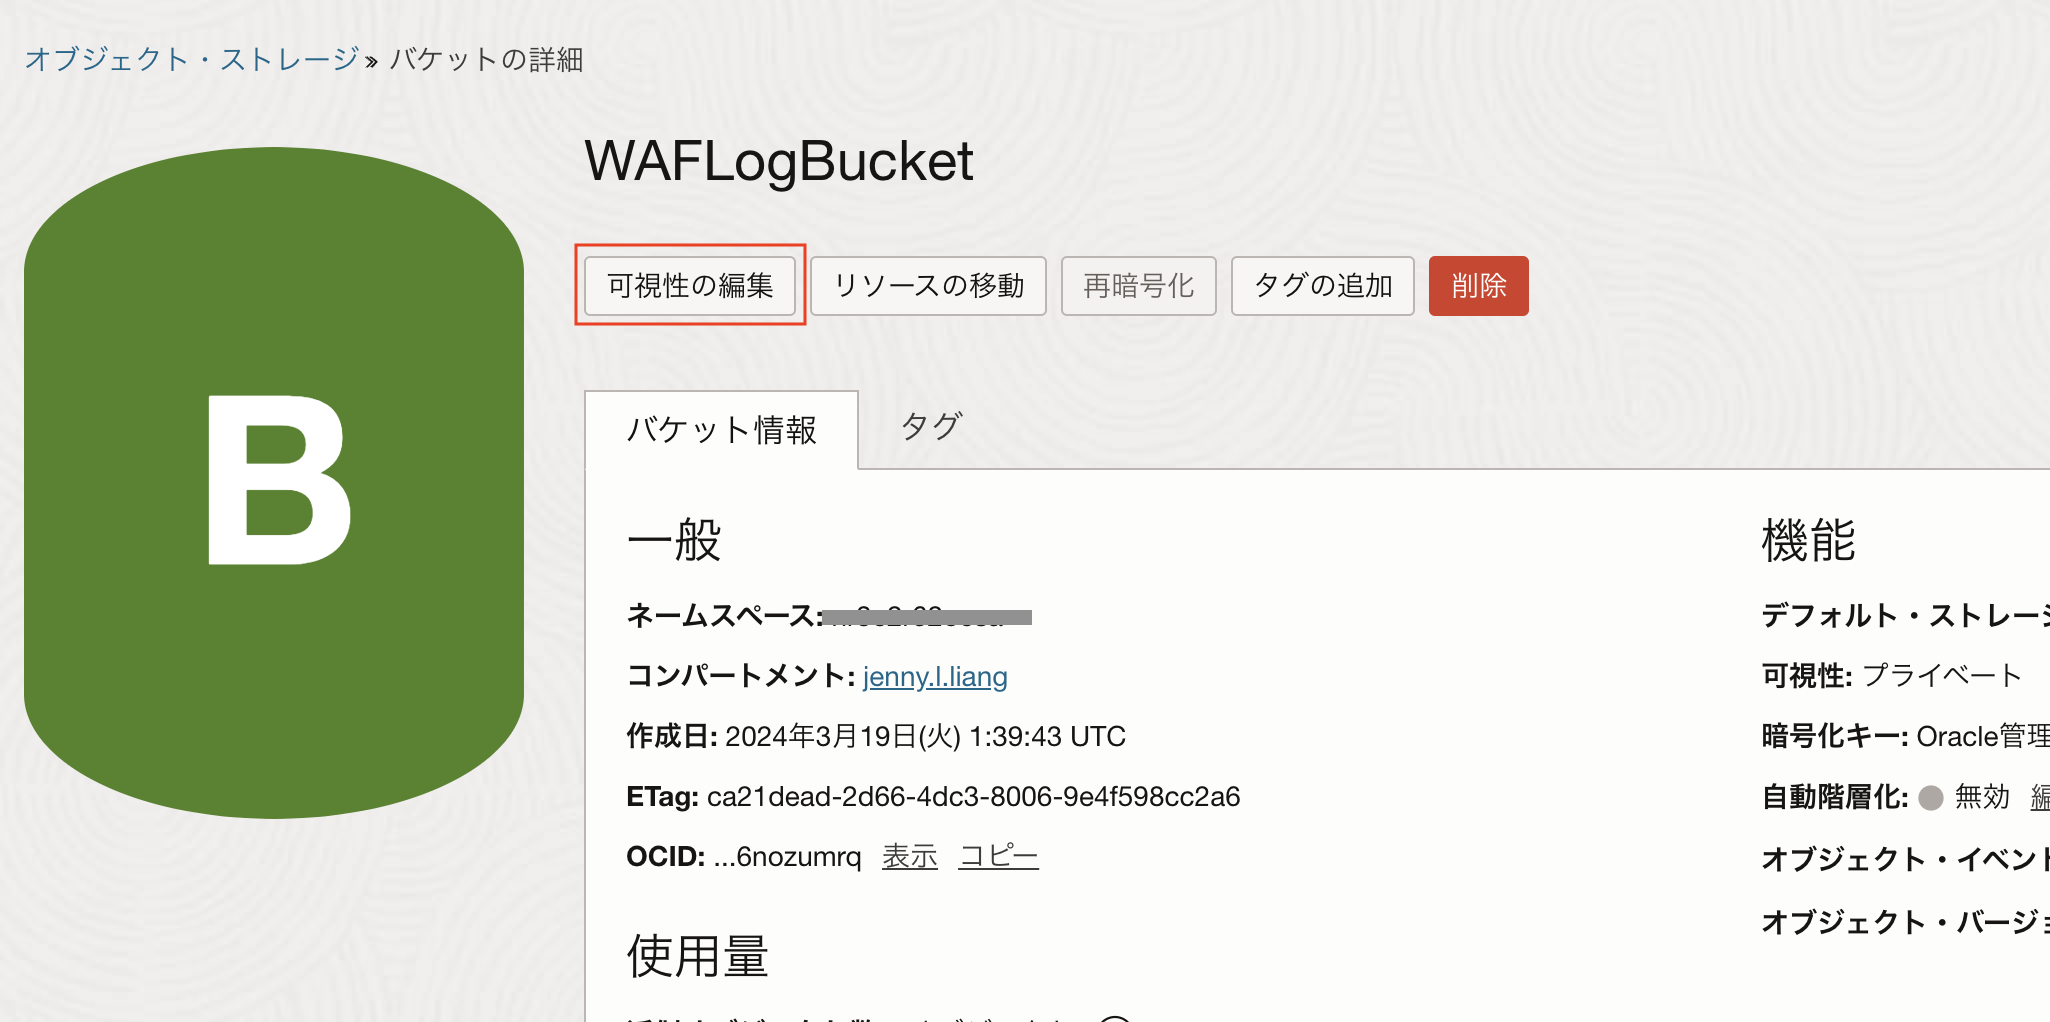 オブジェクト・ストレージ » バケットの詳細
WAFLogBucket
可視性の編集 リソースの移動 再暗号化 タグの追加 削除
B
バケット情報 タグ
一般
ネームスペース:
コンパートメント: jenny.l.liang
作成日: 2024年3月19日(火) 1:39:43 UTC
ETag: ca21dead-2d66-4dc3-8006-9e4f598cc2a6
OCID: ...6nozumrq 表示 コピー
使用量
機能
デフォルト・ストレージ
可視性: プライベート
暗号化キー: Oracle管理
自動階層化: 無効 編
オブジェクト・イベント
オブジェクト・バージョ